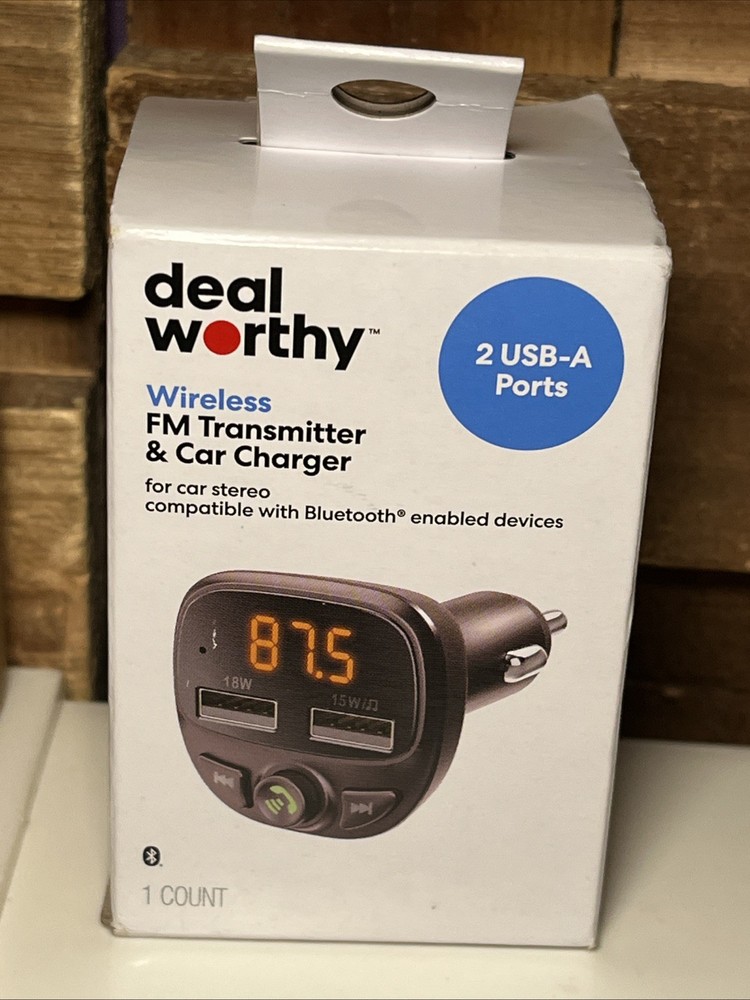 deal
worthy™
2 USB-A
Ports
Wireless
FM Transmitter
& Car Charger
for car stereo
compatible with Bluetooth® enabled devices
87.5
18W
15W/♫
1 COUNT